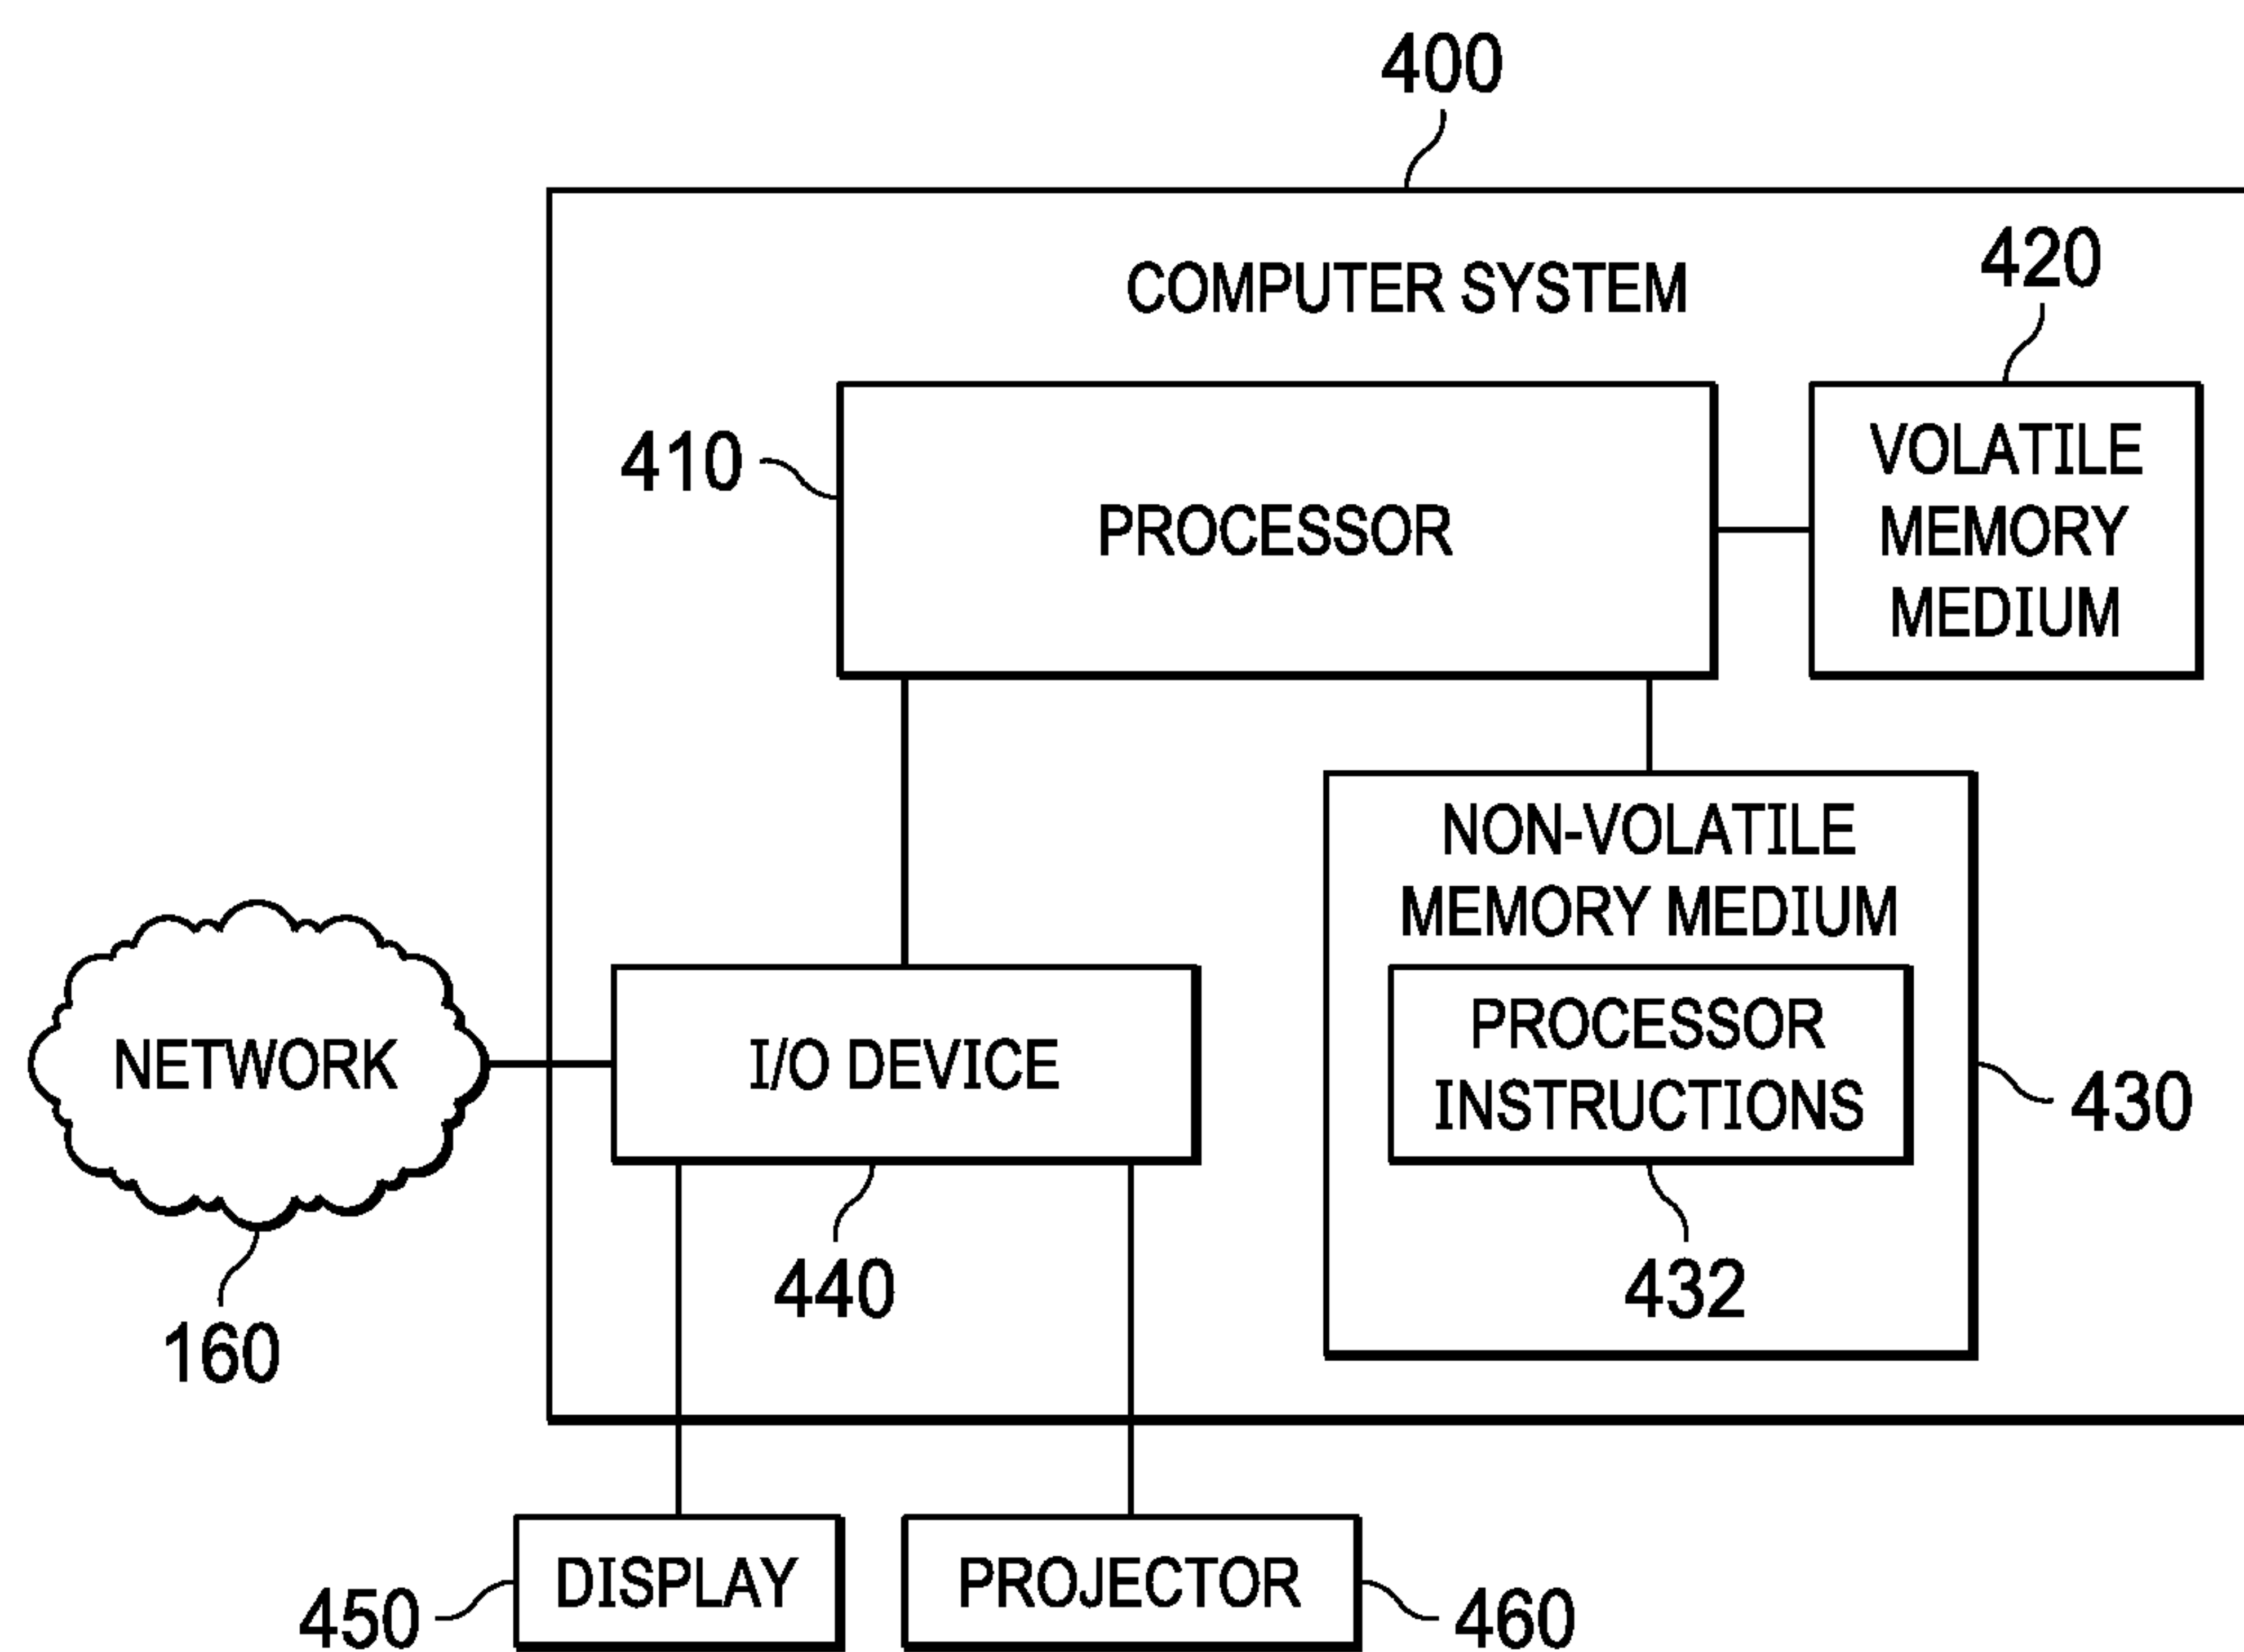 400
COMPUTER SYSTEM
420
410
PROCESSOR
VOLATILE
MEMORY
MEDIUM
NON-VOLATILE
MEMORY MEDIUM
PROCESSOR
INSTRUCTIONS
430
432
NETWORK
160
I/O DEVICE
440
DISPLAY
450
PROJECTOR
460